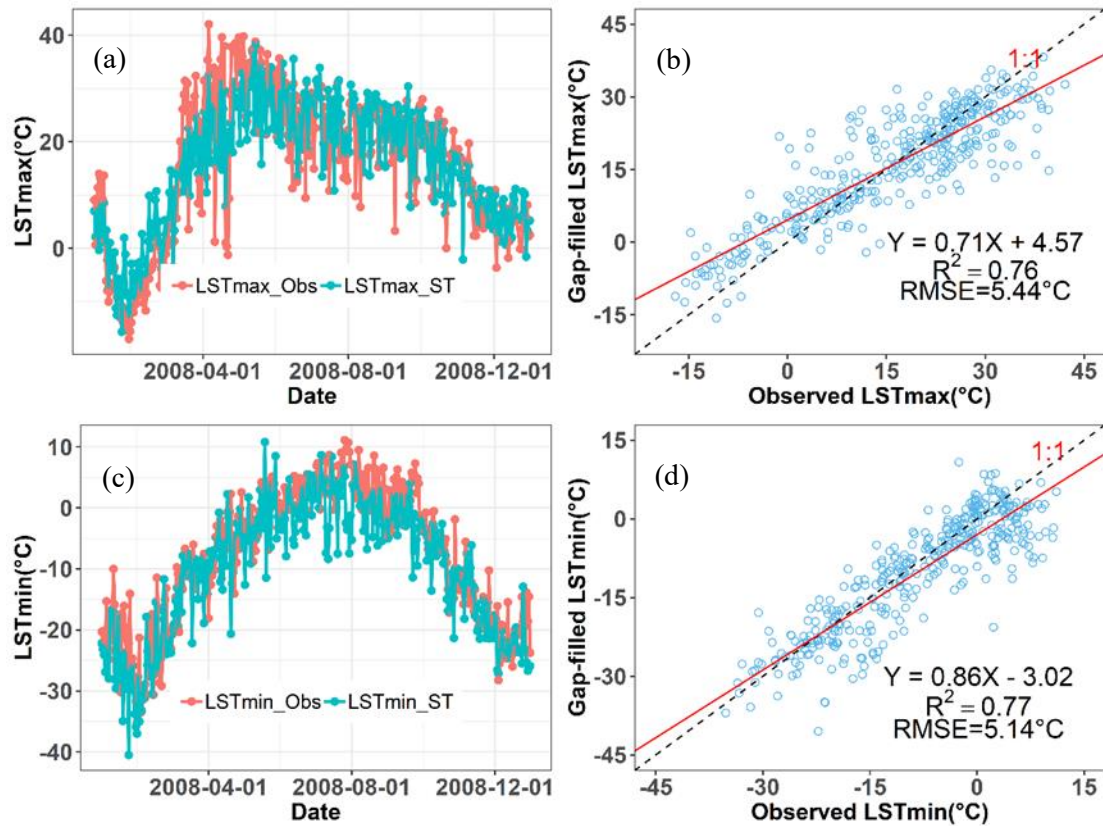 (a)
40
20
0
LSTmax(°C)
LSTmax_Obs LSTmax_ST
2008-04-01 2008-08-01 2008-12-01
Date
(b)
1:1
45
30
15
0
-15
Gap-filled LSTmax(°C)
Y = 0.71X + 4.57
R² = 0.76
RMSE=5.44°C
-15 0 15 30 45
Observed LSTmax(°C)
(c)
10
0
-10
-20
-30
-40
LSTmin(°C)
LSTmin_Obs LSTmin_ST
2008-04-01 2008-08-01 2008-12-01
Date
(d)
1:1
15
0
-15
-30
-45
Gap-filled LSTmin(°C)
Y = 0.86X - 3.02
R² = 0.77
RMSE=5.14°C
-45 -30 -15 0 15
Observed LSTmin(°C)